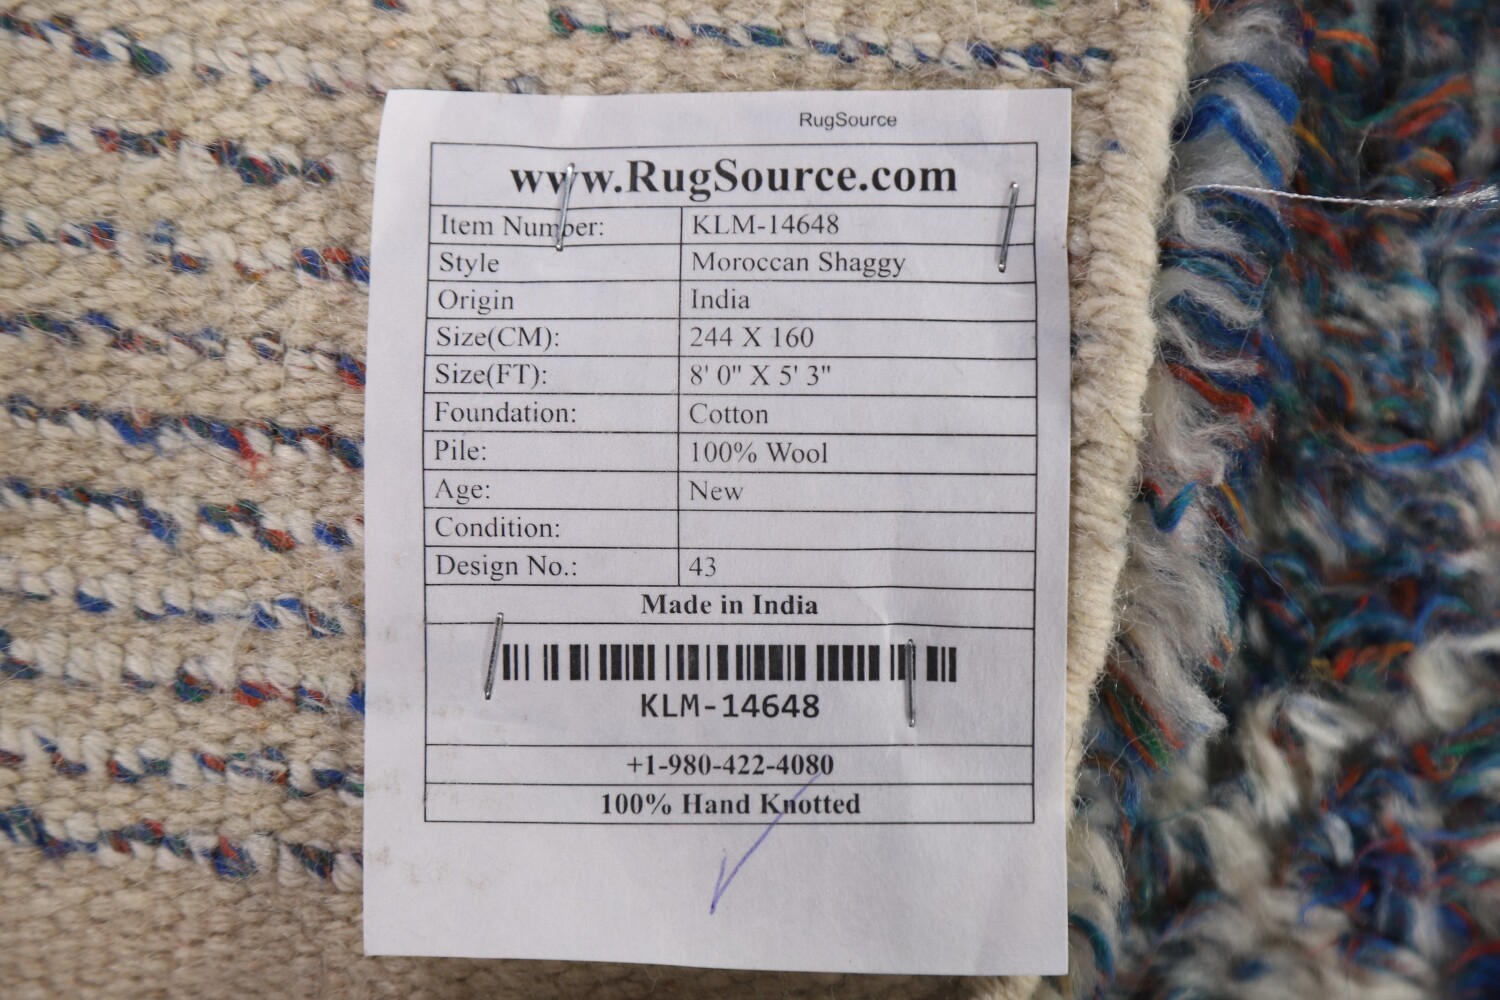 RugSource
www.RugSource.com
Item Number: KLM-14648
Style Moroccan Shaggy
Origin India
Size(CM): 244 X 160
Size(FT): 8' 0" X 5' 3"
Foundation: Cotton
Pile: 100% Wool
Age: New
Condition:
Design No.: 43
Made in India
KLM-14648
+1-980-422-4080
100% Hand Knotted